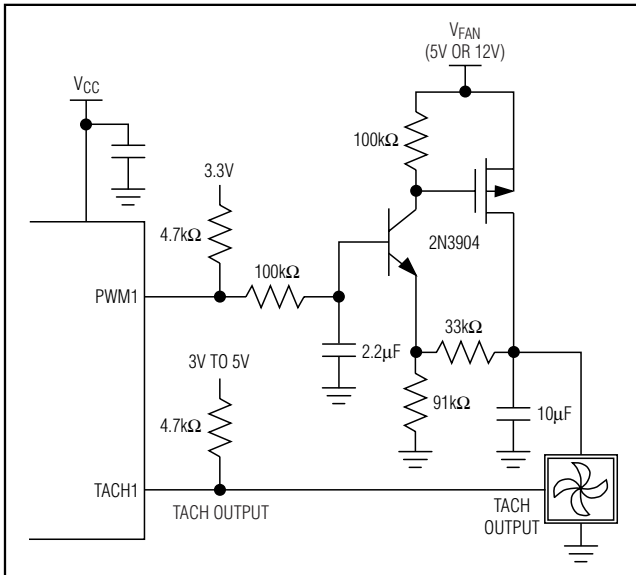 VFAN
(5V OR 12V)
VCC
100kΩ
3.3V
4.7kΩ
2N3904
100kΩ
PWM1
33kΩ
2.2µF
3V TO 5V
91kΩ
10µF
4.7kΩ
TACH1
TACH OUTPUT
TACH
OUTPUT